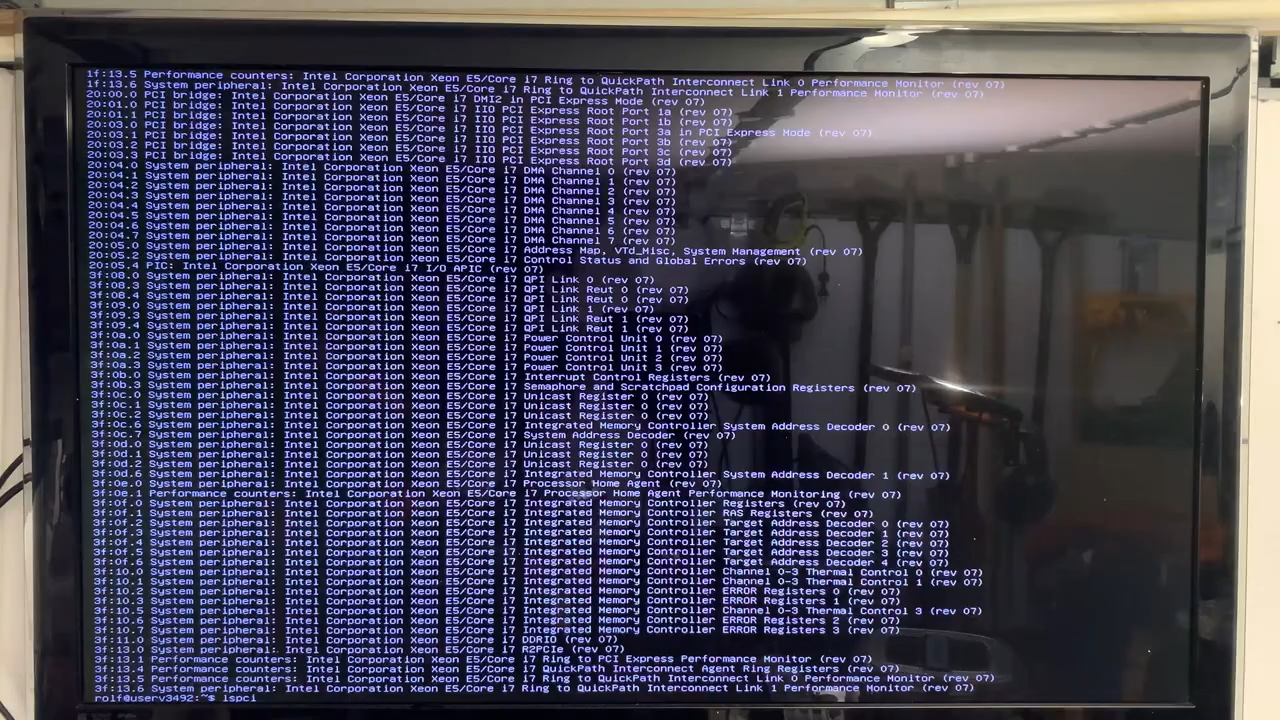 1f:13.5 Performance counters: Intel Corporation Xeon E5/Core i7 Ring to QuickPath Interconnect Link 0 Performance Monitor (rev 07)
1f:13.6 System peripheral: Intel Corporation Xeon E5/Core i7 Ring to QuickPath Interconnect Link 1 Performance Monitor (rev 07)
20:00.0 PCI bridge: Intel Corporation Xeon E5/Core i7 DMI2 in PCI Express Mode (rev 07)
20:01.0 PCI bridge: Intel Corporation Xeon E5/Core i7 IIO PCI Express Root Port 1a (rev 07)
20:01.1 PCI bridge: Intel Corporation Xeon E5/Core i7 IIO PCI Express Root Port 1b (rev 07)
20:03.0 PCI bridge: Intel Corporation Xeon E5/Core i7 IIO PCI Express Root Port 3a in PCI Express Mode (rev 07)
20:03.1 PCI bridge: Intel Corporation Xeon E5/Core i7 IIO PCI Express Root Port 3b (rev 07)
20:03.2 PCI bridge: Intel Corporation Xeon E5/Core i7 IIO PCI Express Root Port 3c (rev 07)
20:03.3 PCI bridge: Intel Corporation Xeon E5/Core i7 IIO PCI Express Root Port 3d (rev 07)
20:04.0 System peripheral: Intel Corporation Xeon E5/Core i7 DMA Channel 0 (rev 07)
20:04.1 System peripheral: Intel Corporation Xeon E5/Core i7 DMA Channel 1 (rev 07)
20:04.2 System peripheral: Intel Corporation Xeon E5/Core i7 DMA Channel 2 (rev 07)
20:04.3 System peripheral: Intel Corporation Xeon E5/Core i7 DMA Channel 3 (rev 07)
20:04.4 System peripheral: Intel Corporation Xeon E5/Core i7 DMA Channel 4 (rev 07)
20:04.5 System peripheral: Intel Corporation Xeon E5/Core i7 DMA Channel 5 (rev 07)
20:04.6 System peripheral: Intel Corporation Xeon E5/Core i7 DMA Channel 6 (rev 07)
20:04.7 System peripheral: Intel Corporation Xeon E5/Core i7 DMA Channel 7 (rev 07)
20:05.0 System peripheral: Intel Corporation Xeon E5/Core i7 Address Map, VTd_Misc, System Management (rev 07)
20:05.2 System peripheral: Intel Corporation Xeon E5/Core i7 Control Status and Global Errors (rev 07)
20:05.4 PIC: Intel Corporation Xeon E5/Core i7 I/O APIC (rev 07)
3f:08.0 System peripheral: Intel Corporation Xeon E5/Core i7 QPI Link 0 (rev 07)
3f:08.3 System peripheral: Intel Corporation Xeon E5/Core i7 QPI Link Reut 0 (rev 07)
3f:08.4 System peripheral: Intel Corporation Xeon E5/Core i7 QPI Link Reut 0 (rev 07)
3f:09.0 System peripheral: Intel Corporation Xeon E5/Core i7 QPI Link 1 (rev 07)
3f:09.3 System peripheral: Intel Corporation Xeon E5/Core i7 QPI Link Reut 1 (rev 07)
3f:09.4 System peripheral: Intel Corporation Xeon E5/Core i7 QPI Link Reut 1 (rev 07)
3f:0a.0 System peripheral: Intel Corporation Xeon E5/Core i7 Power Control Unit 0 (rev 07)
3f:0a.1 System peripheral: Intel Corporation Xeon E5/Core i7 Power Control Unit 1 (rev 07)
3f:0a.2 System peripheral: Intel Corporation Xeon E5/Core i7 Power Control Unit 2 (rev 07)
3f:0a.3 System peripheral: Intel Corporation Xeon E5/Core i7 Power Control Unit 3 (rev 07)
3f:0b.0 System peripheral: Intel Corporation Xeon E5/Core i7 Interrupt Control Registers (rev 07)
3f:0b.3 System peripheral: Intel Corporation Xeon E5/Core i7 Semaphore and Scratchpad Configuration Registers (rev 07)
3f:0c.0 System peripheral: Intel Corporation Xeon E5/Core i7 Unicast Register 0 (rev 07)
3f:0c.1 System peripheral: Intel Corporation Xeon E5/Core i7 Unicast Register 0 (rev 07)
3f:0c.2 System peripheral: Intel Corporation Xeon E5/Core i7 Unicast Register 0 (rev 07)
3f:0c.6 System peripheral: Intel Corporation Xeon E5/Core i7 Integrated Memory Controller System Address Decoder 0 (rev 07)
3f:0c.7 System peripheral: Intel Corporation Xeon E5/Core i7 System Address Decoder (rev 07)
3f:0d.0 System peripheral: Intel Corporation Xeon E5/Core i7 Unicast Register 0 (rev 07)
3f:0d.1 System peripheral: Intel Corporation Xeon E5/Core i7 Unicast Register 0 (rev 07)
3f:0d.2 System peripheral: Intel Corporation Xeon E5/Core i7 Unicast Register 0 (rev 07)
3f:0d.6 System peripheral: Intel Corporation Xeon E5/Core i7 Integrated Memory Controller System Address Decoder 1 (rev 07)
3f:0e.0 System peripheral: Intel Corporation Xeon E5/Core i7 Processor Home Agent (rev 07)
3f:0e.1 Performance counters: Intel Corporation Xeon E5/Core i7 Processor Home Agent Performance Monitoring (rev 07)
3f:0f.0 System peripheral: Intel Corporation Xeon E5/Core i7 Integrated Memory Controller Registers (rev 07)
3f:0f.1 System peripheral: Intel Corporation Xeon E5/Core i7 Integrated Memory Controller RAS Registers (rev 07)
3f:0f.2 System peripheral: Intel Corporation Xeon E5/Core i7 Integrated Memory Controller Target Address Decoder 0 (rev 07)
3f:0f.3 System peripheral: Intel Corporation Xeon E5/Core i7 Integrated Memory Controller Target Address Decoder 1 (rev 07)
3f:0f.4 System peripheral: Intel Corporation Xeon E5/Core i7 Integrated Memory Controller Target Address Decoder 2 (rev 07)
3f:0f.5 System peripheral: Intel Corporation Xeon E5/Core i7 Integrated Memory Controller Target Address Decoder 3 (rev 07)
3f:0f.6 System peripheral: Intel Corporation Xeon E5/Core i7 Integrated Memory Controller Target Address Decoder 4 (rev 07)
3f:10.0 System peripheral: Intel Corporation Xeon E5/Core i7 Integrated Memory Controller Channel 0-3 Thermal Control 0 (rev 07)
3f:10.1 System peripheral: Intel Corporation Xeon E5/Core i7 Integrated Memory Controller Channel 0-3 Thermal Control 1 (rev 07)
3f:10.2 System peripheral: Intel Corporation Xeon E5/Core i7 Integrated Memory Controller ERROR Registers 0 (rev 07)
3f:10.3 System peripheral: Intel Corporation Xeon E5/Core i7 Integrated Memory Controller ERROR Registers 1 (rev 07)
3f:10.5 System peripheral: Intel Corporation Xeon E5/Core i7 Integrated Memory Controller Channel 0-3 Thermal Control 3 (rev 07)
3f:10.6 System peripheral: Intel Corporation Xeon E5/Core i7 Integrated Memory Controller ERROR Registers 2 (rev 07)
3f:10.7 System peripheral: Intel Corporation Xeon E5/Core i7 Integrated Memory Controller ERROR Registers 3 (rev 07)
3f:11.0 System peripheral: Intel Corporation Xeon E5/Core i7 DDRIO (rev 07)
3f:13.0 System peripheral: Intel Corporation Xeon E5/Core i7 R2PCIe (rev 07)
3f:13.1 Performance counters: Intel Corporation Xeon E5/Core i7 Ring to PCI Express Performance Monitor (rev 07)
3f:13.4 Performance counters: Intel Corporation Xeon E5/Core i7 QuickPath Interconnect Agent Ring Registers (rev 07)
3f:13.5 Performance counters: Intel Corporation Xeon E5/Core i7 Ring to QuickPath Interconnect Link 0 Performance Monitor (rev 07)
3f:13.6 System peripheral: Intel Corporation Xeon E5/Core i7 Ring to QuickPath Interconnect Link 1 Performance Monitor (rev 07)
rolf@userv3492:~$ lspci